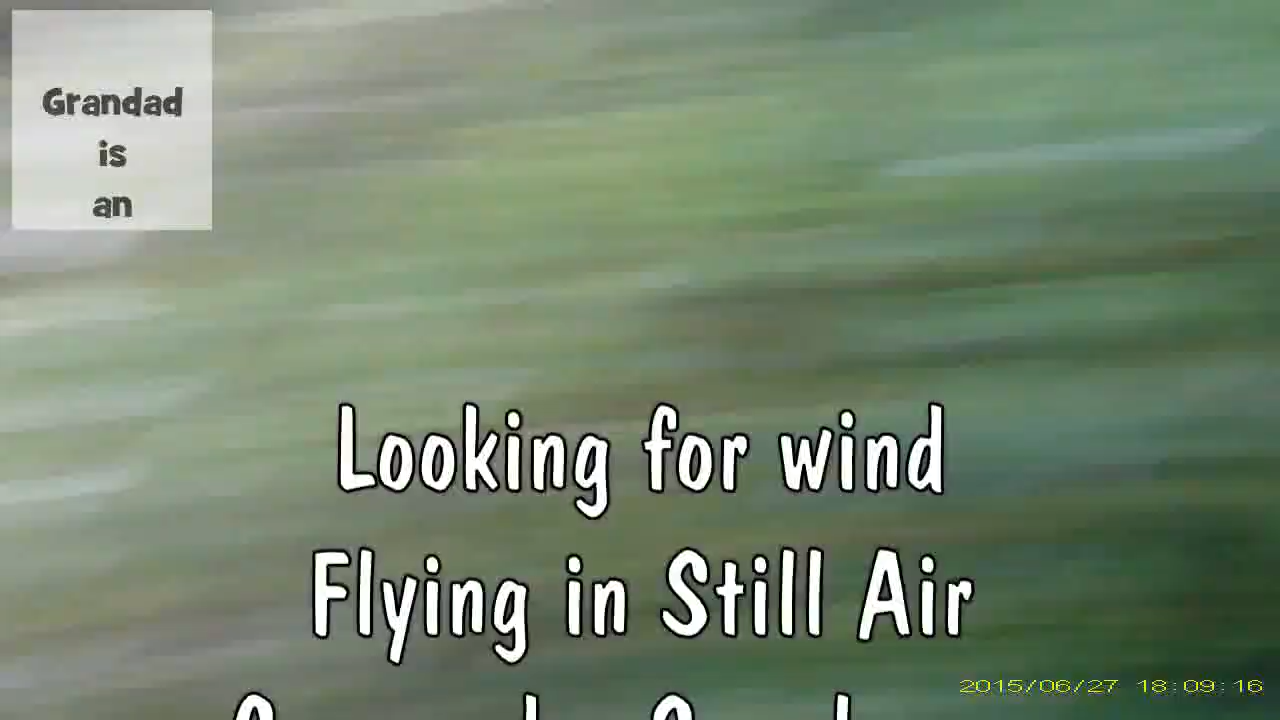 Grandad
is
an
Looking for wind
Flying in Still Air
2015/06/27 18:09:16